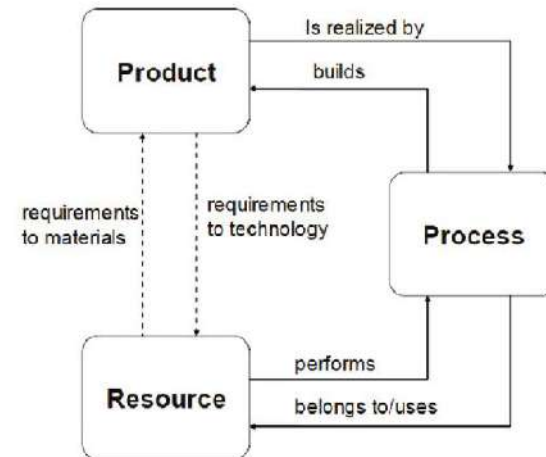 Is realized by
Product
builds
requirements
to materials
requirements
to technology
Process
performs
Resource
belongs to/uses